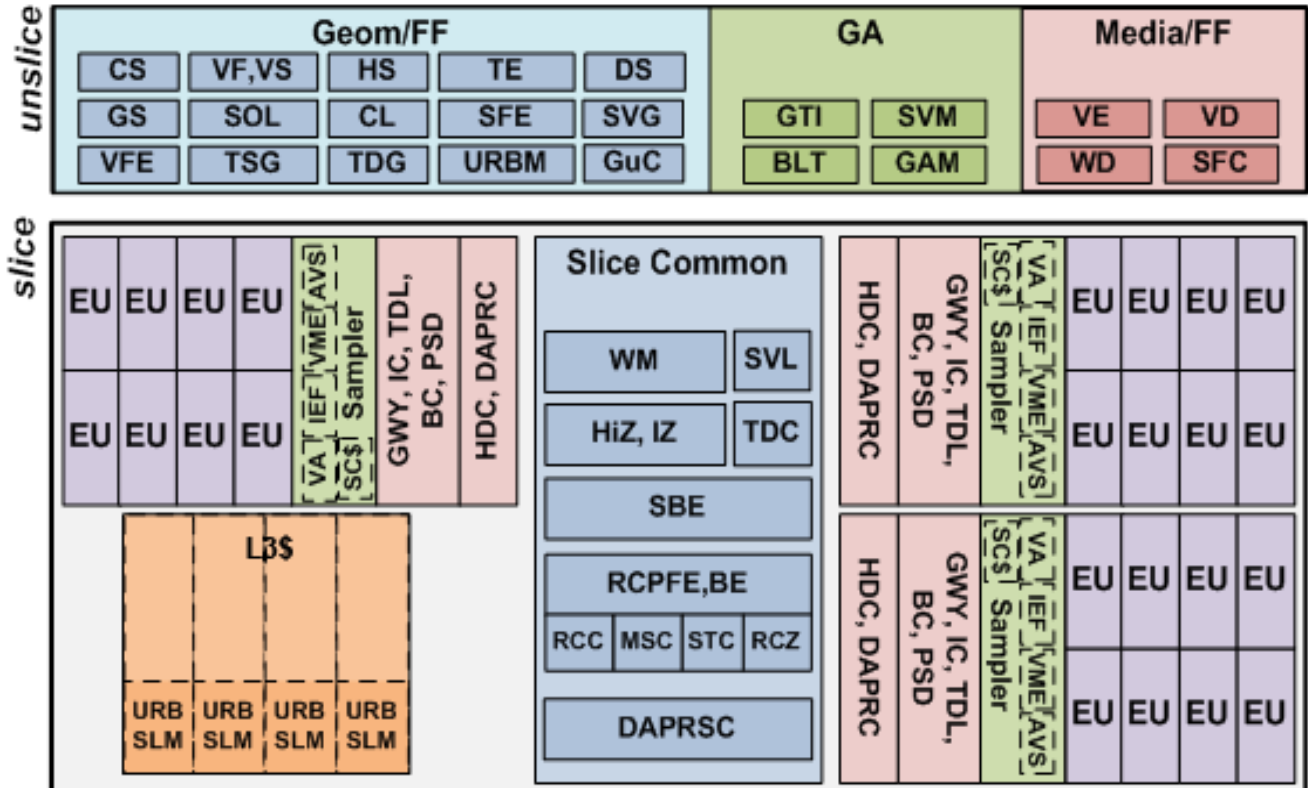 unslice
Geom/FF
CS VF,VS HS TE DS
GS SOL CL SFE SVG
VFE TSG TDG URBM GuC
GA
GTI SVM
BLT GAM
Media/FF
VE VD
WD SFC
slice
EU EU EU EU
EU EU EU EU
VA IEF VME AVS
SC$ Sampler
GWY, IC, TDL,
BC, PSD
HDC, DAPRC
L3$
URB URB URB URB
SLM SLM SLM SLM
Slice Common
WM SVL
HiZ, IZ TDC
SBE
RCPFE,BE
RCC MSC STC RCZ
DAPRSC
HDC, DAPRC
GWY, IC, TDL,
BC, PSD
SC$ Sampler
VA IEF VME AVS
EU EU EU EU
EU EU EU EU
HDC, DAPRC
GWY, IC, TDL,
BC, PSD
SC$ Sampler
VA IEF VME AVS
EU EU EU EU
EU EU EU EU